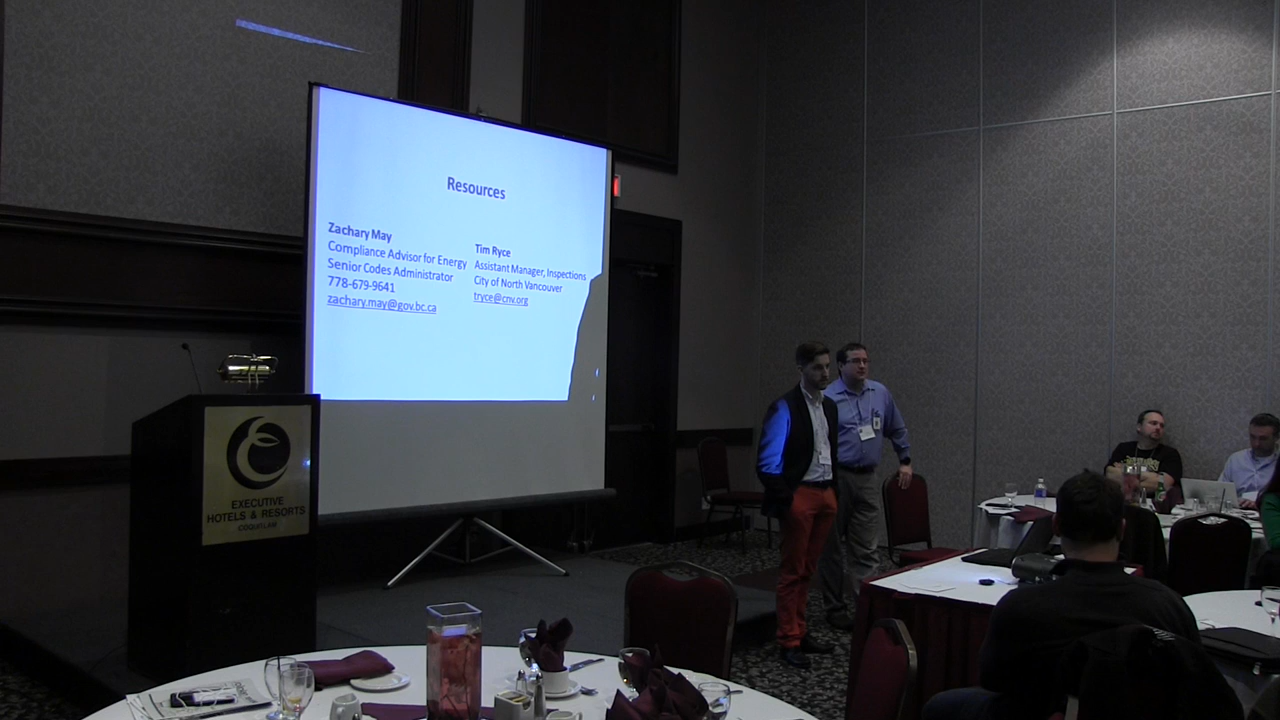 Resources
Zachary May
Compliance Advisor for Energy
Senior Codes Administrator
778-679-9641
zachary.may@gov.bc.ca
Tim Ryce
Assistant Manager, Inspections
City of North Vancouver
tryce@cnv.org
EXECUTIVE
HOTELS & RESORTS
COQUITLAM